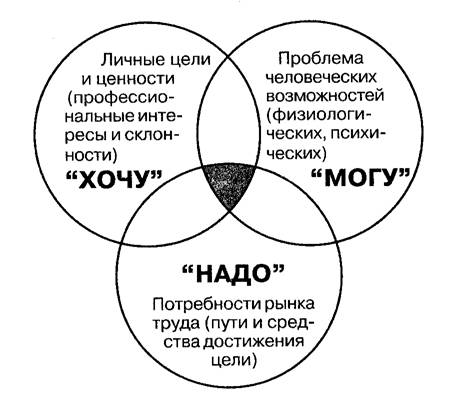 Личные цели
и ценности
(профессио-
нальные инте-
ресы и склон-
ности)
“ХОЧУ”
Проблема
человеческих
возможностей
(физиологи-
ческих, психи-
ческих)
“МОГУ”
“НАДО”
Потребности рынка
труда (пути и сред-
ства достижения
цели)